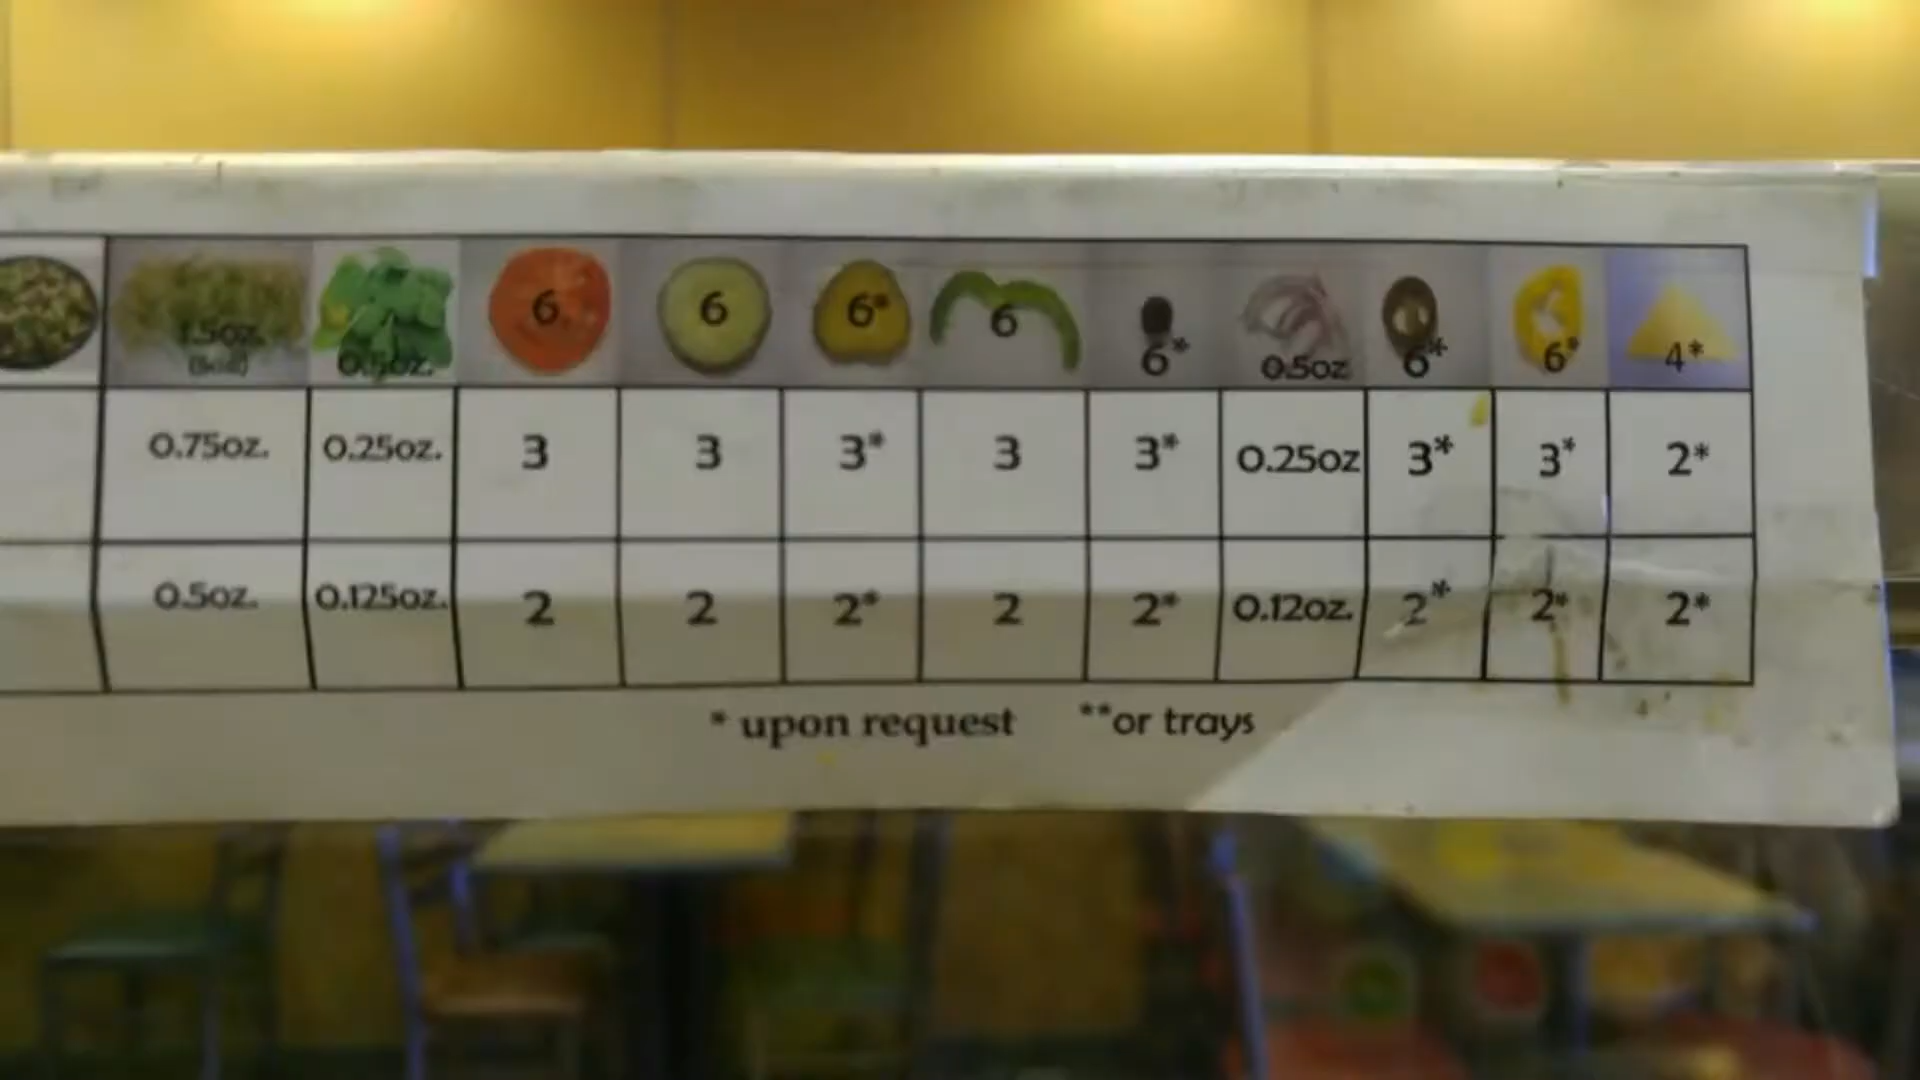 1.5oz. 0.5oz. 6 6 6* 6 6* 0.5oz 6* 6* 4*
0.75oz. 0.25oz. 3 3 3* 3 3* 0.25oz 3* 3* 2*
0.5oz. 0.125oz. 2 2 2* 2 2* 0.12oz. 2* 2* 2*
* upon request **or trays